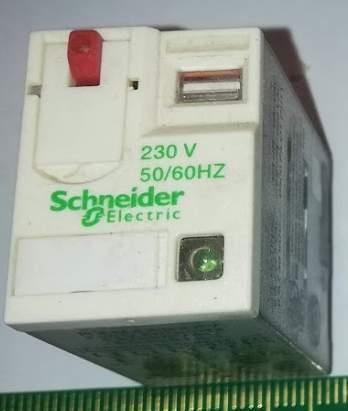 230 V
50/60HZ
Schneider
Electric